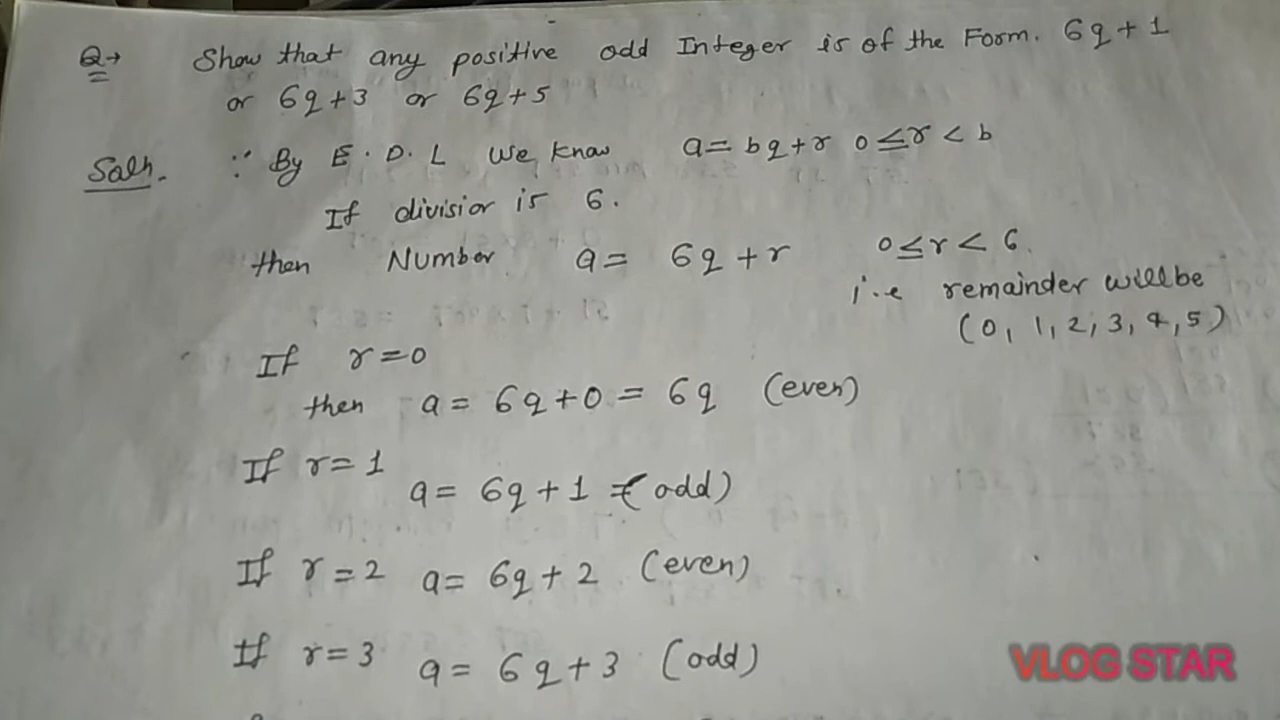 Q→ Show that any positive odd Integer is of the Form. 6q+1
or 6q+3 or 6q+5
Soln. ∵ By E.D.L we know a= bq+r 0≤r<b
If divisior is 6.
then Number a= 6q+r 0≤r<6.
i.e remainder will be
(0, 1, 2, 3, 4, 5)
If r=0
then a= 6q+0= 6q (even)
If r=1
a= 6q+1 (odd)
If r=2 a= 6q+2 (even)
If r=3 a= 6q+3 (odd)
VLOG STAR